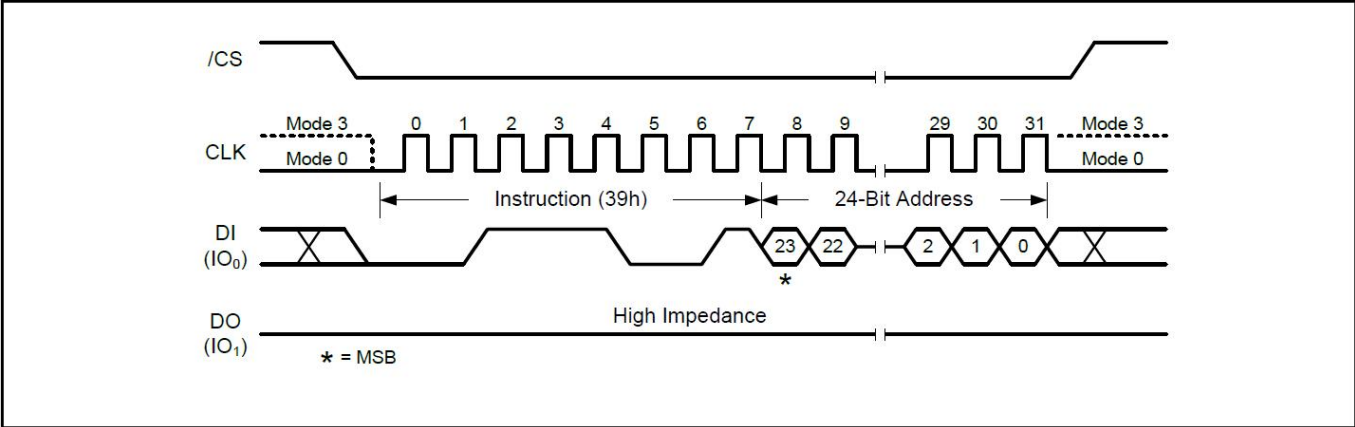 /CS
Mode 3 0 1 2 3 4 5 6 7 8 9 29 30 31 Mode 3
CLK
Mode 0 Mode 0
Instruction (39h) 24-Bit Address
DI
(IO₀)
23 22 2 1 0
*
High Impedance
DO
(IO₁)
* = MSB